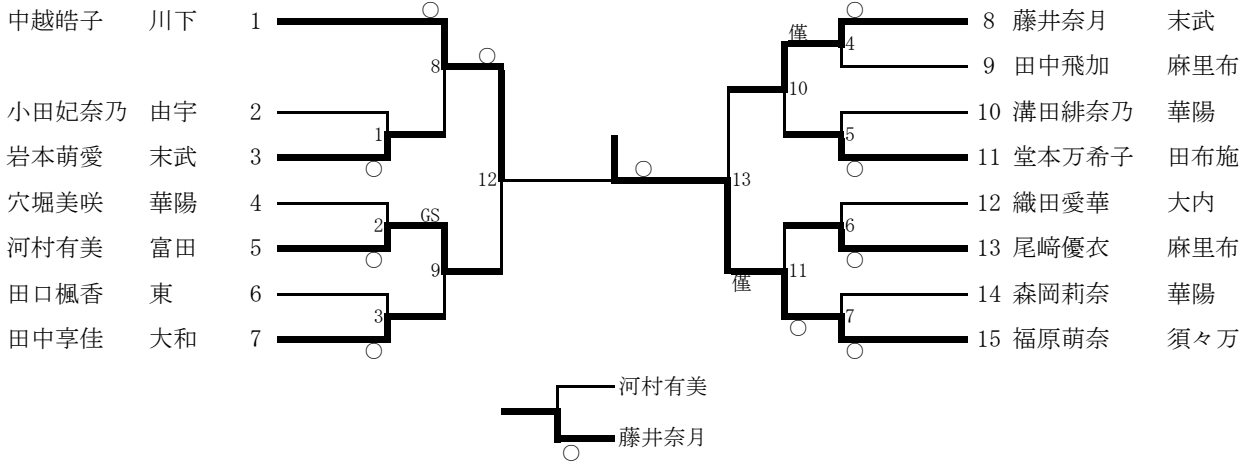 中越皓子 川下 1
小田妃奈乃 由宇 2
岩本萌愛 末武 3
穴堀美咲 華陽 4
河村有美 富田 5
田口楓香 東 6
田中享佳 大和 7
○
○
8
1
○
12
GS
2
○
9
3
○
○
13
僅
○
4
10
5
○
6
○
11
僅
○
7
○
8 藤井奈月 末武
9 田中飛加 麻里布
10 溝田緋奈乃 華陽
11 堂本万希子 田布施
12 織田愛華 大内
13 尾﨑優衣 麻里布
14 森岡莉奈 華陽
15 福原萌奈 須々万
河村有美
藤井奈月
○